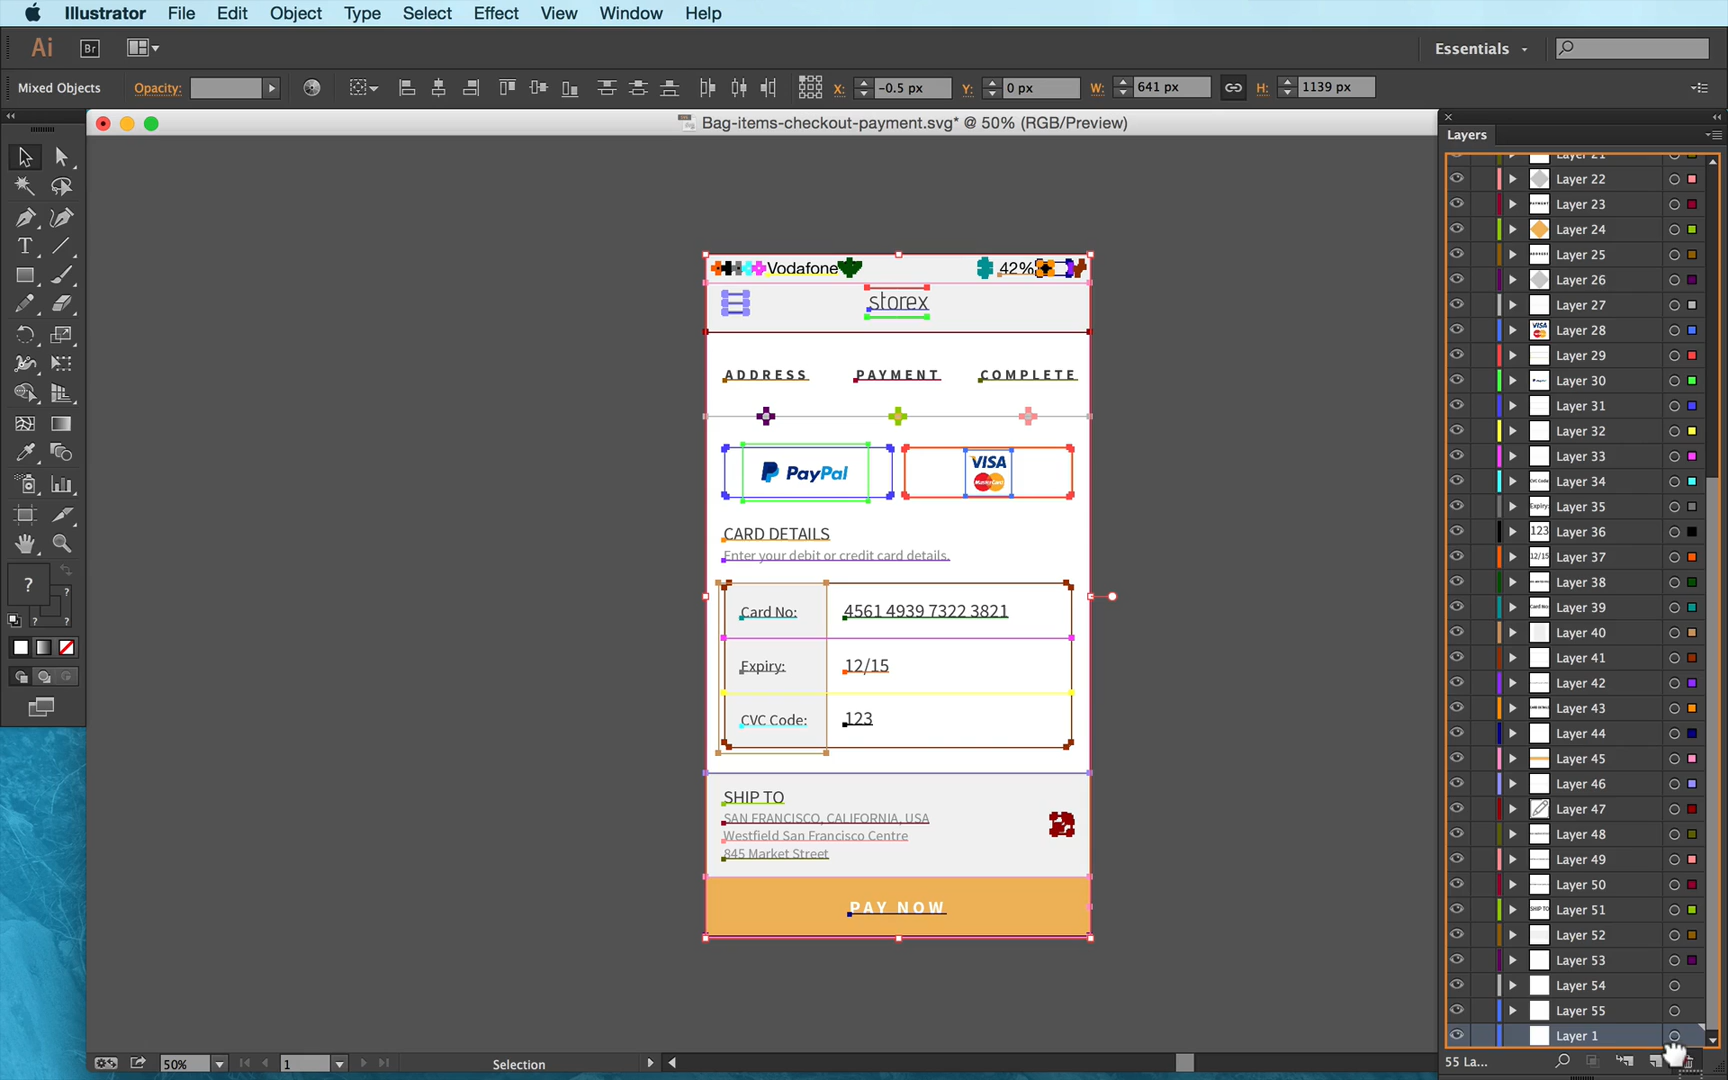 Illustrator File Edit Object Type Select Effect View Window Help
Ai Br Essentials
Mixed Objects Opacity: X: -0.5 px Y: 0 px W: 641 px H: 1139 px
Bag-items-checkout-payment.svg* @ 50% (RGB/Preview)
Layers
Layer 21
Layer 22
Layer 23
Layer 24
Layer 25
Layer 26
Layer 27
Layer 28
Layer 29
Layer 30
Layer 31
Layer 32
Layer 33
Layer 34
Layer 35
Layer 36
Layer 37
Layer 38
Layer 39
Layer 40
Layer 41
Layer 42
Layer 43
Layer 44
Layer 45
Layer 46
Layer 47
Layer 48
Layer 49
Layer 50
Layer 51
Layer 52
Layer 53
Layer 54
Layer 55
Layer 1
55 La...
Vodafone 42%
storex
ADDRESS PAYMENT COMPLETE
PayPal VISA
MasterCard
CARD DETAILS
Enter your debit or credit card details.
Card No: 4561 4939 7322 3821
Expiry: 12/15
CVC Code: 123
SHIP TO
SAN FRANCISCO, CALIFORNIA, USA
Westfield San Francisco Centre
845 Market Street
PAY NOW
?
?
? ?
50% 1 Selection